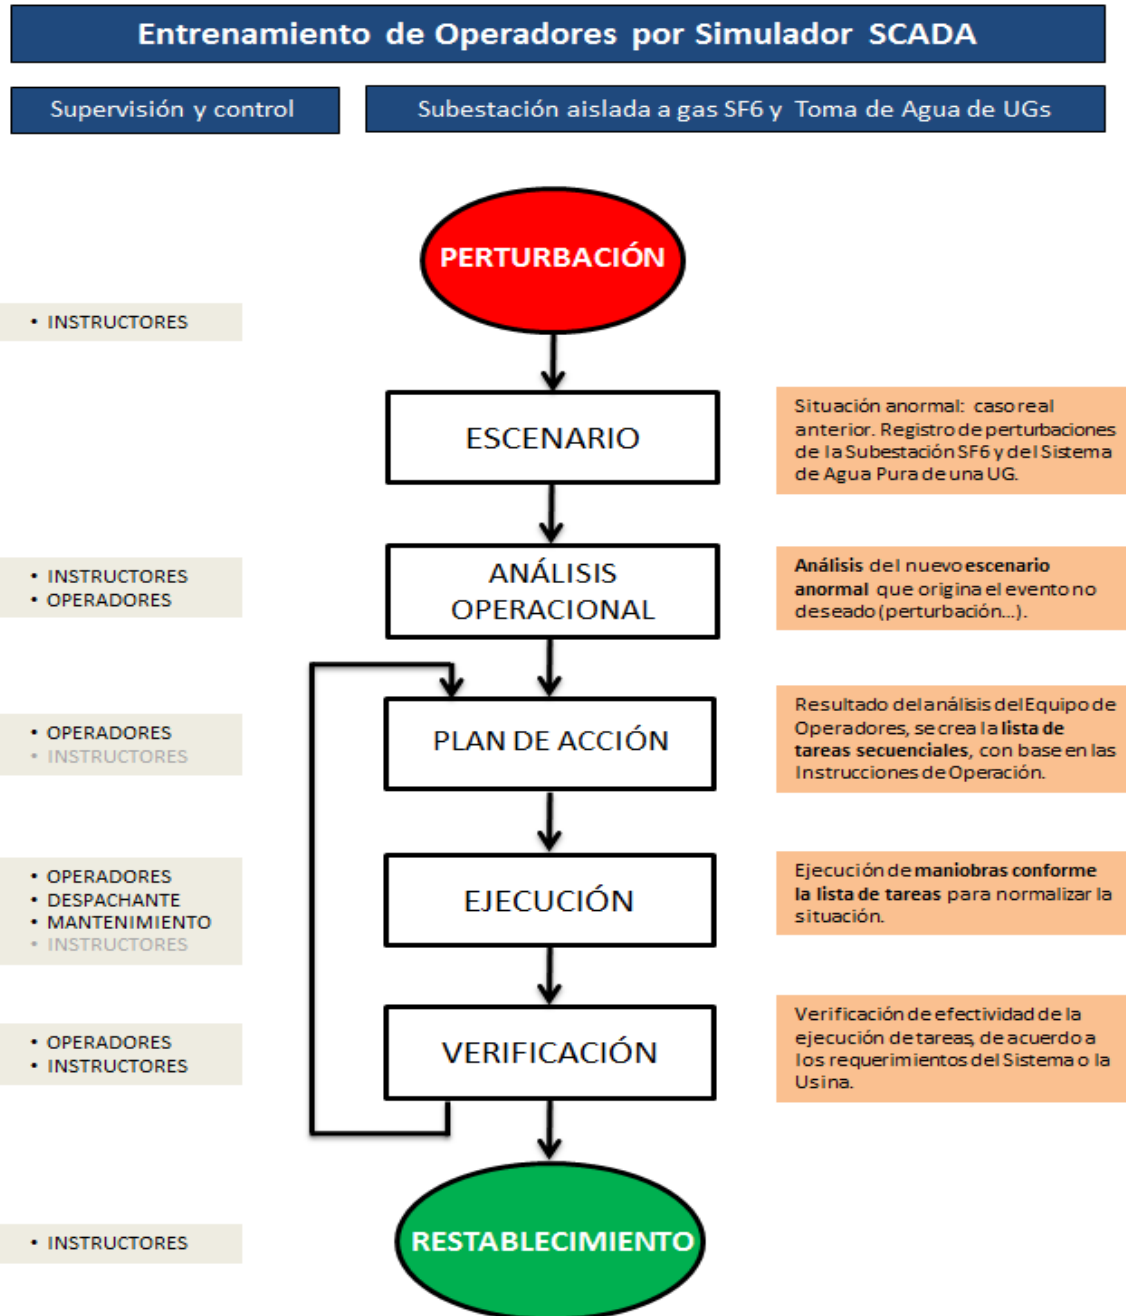 Entrenamiento de Operadores por Simulador SCADA
Supervisión y control
Subestación aislada a gas SF6 y Toma de Agua de UGs
PERTURBACIÓN
• INSTRUCTORES
ESCENARIO
Situación anormal: caso real
anterior. Registro de perturbaciones
de la Subestación SF6 y del Sistema
de Agua Pura de una UG.
• INSTRUCTORES
• OPERADORES
ANÁLISIS
OPERACIONAL
Análisis del nuevo escenario
anormal que origina el evento no
deseado (perturbación...).
• OPERADORES
• INSTRUCTORES
PLAN DE ACCIÓN
Resultado del análisis del Equipo de
Operadores, se crea la lista de
tareas secuenciales, con base en las
Instrucciones de Operación.
• OPERADORES
• DESPACHANTE
• MANTENIMIENTO
• INSTRUCTORES
EJECUCIÓN
Ejecución de maniobras conforme
la lista de tareas para normalizar la
situación.
• OPERADORES
• INSTRUCTORES
VERIFICACIÓN
Verificación de efectividad de la
ejecución de tareas, de acuerdo a
los requerimientos del Sistema o la
Usina.
• INSTRUCTORES
RESTABLECIMIENTO